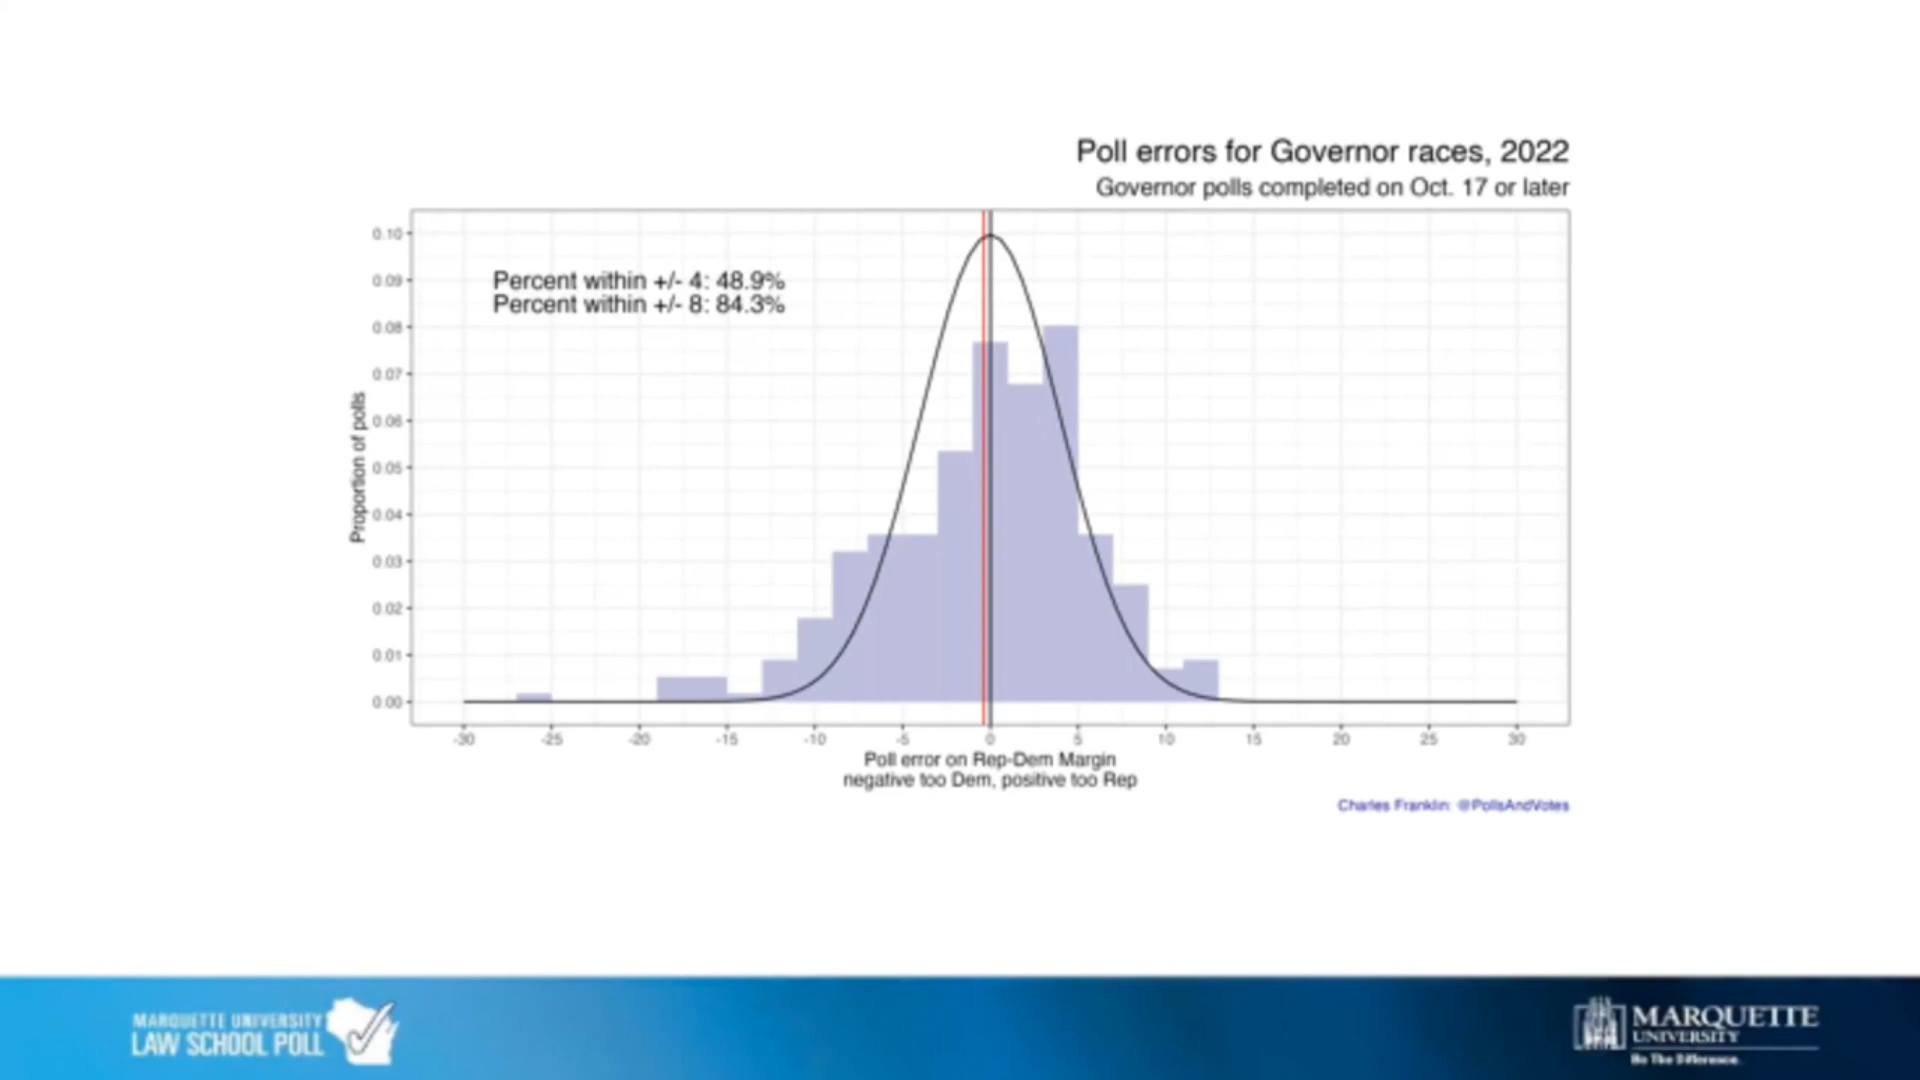 Poll errors for Governor races, 2022
Governor polls completed on Oct. 17 or later
Percent within +/- 4: 48.9%
Percent within +/- 8: 84.3%
Proportion of polls
0.10
0.09
0.08
0.07
0.06
0.05
0.04
0.03
0.02
0.01
0.00
-30 -25 -20 -15 -10 -5 0 5 10 15 20 25 30
Poll error on Rep-Dem Margin
negative too Dem, positive too Rep
Charles Franklin: @PollsAndVotes
MARQUETTE UNIVERSITY
LAW SCHOOL POLL
MARQUETTE
UNIVERSITY
Be The Difference.